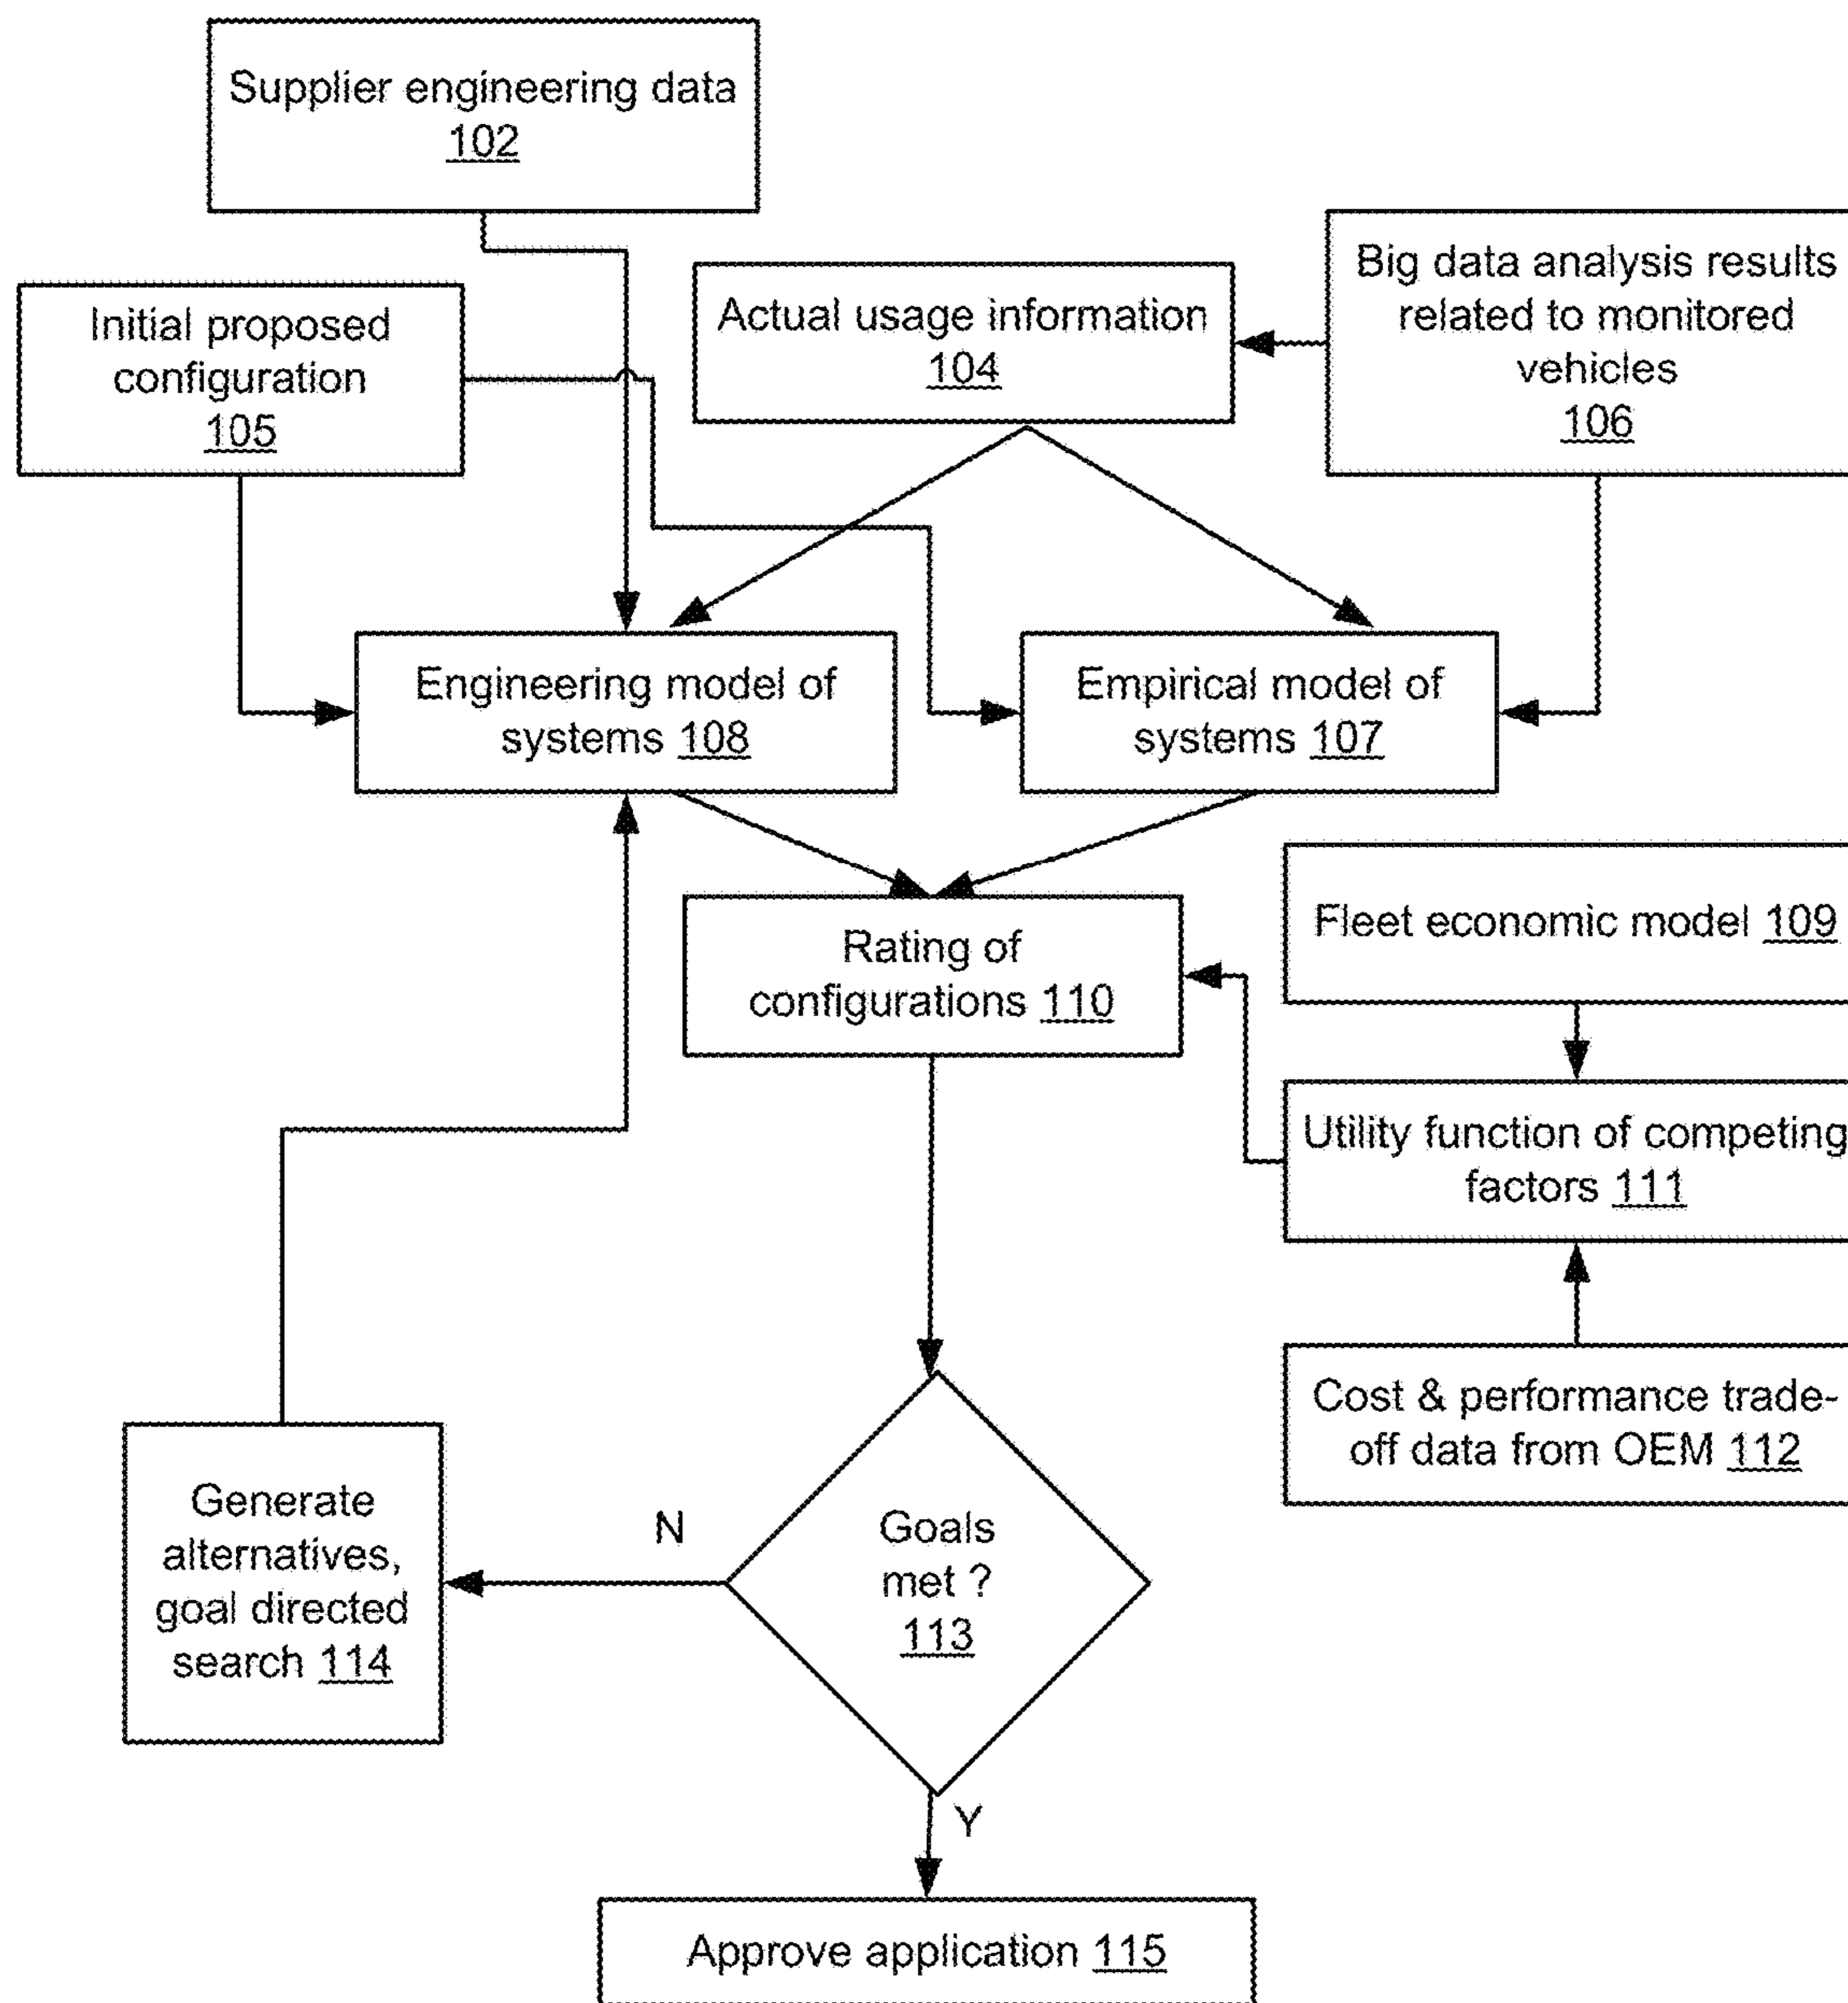 Supplier engineering data
102
Big data analysis results
related to monitored
vehicles
106
Actual usage information
104
Initial proposed
configuration
105
Engineering model of
systems 108
Empirical model of
systems 107
Fleet economic model 109
Rating of
configurations 110
Utility function of competing
factors 111
Cost & performance trade-
off data from OEM 112
Generate
alternatives,
goal directed
search 114
N
Goals
met ?
113
Y
Approve application 115